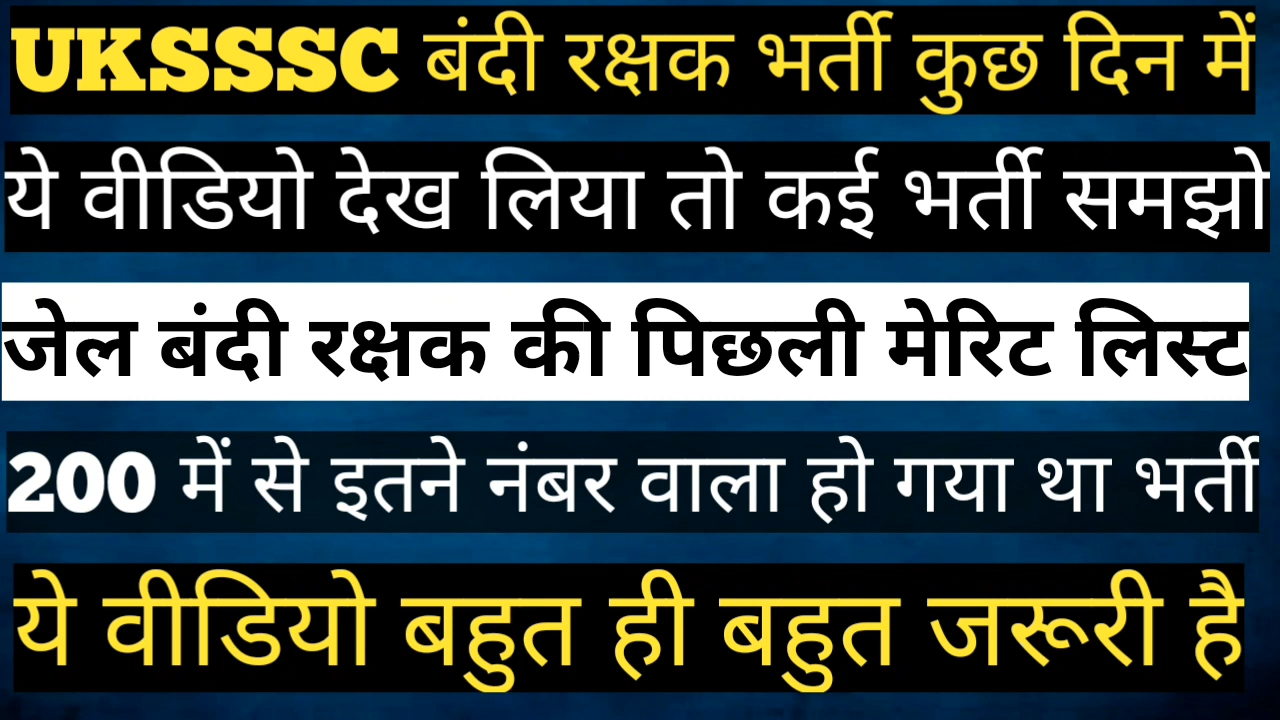 UKSSSC बंदी रक्षक भर्ती कुछ दिन में
ये वीडियो देख लिया तो कई भर्ती समझो
जेल बंदी रक्षक की पिछली मेरिट लिस्ट
200 में से इतने नंबर वाला हो गया था भर्ती
ये वीडियो बहुत ही बहुत जरूरी है